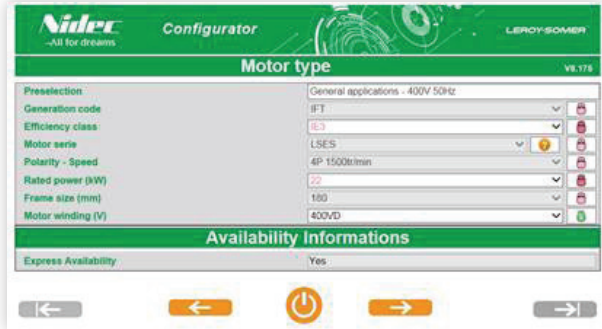 Nidec
-All for dreams
Configurator
LEROY-SOMER
Motor type
V8.175
Preselection
General applications - 400V 50Hz
Generation code
IFT
Efficiency class
IE3
Motor serie
LSES
?
Polarity - Speed
4P 1500tr/min
Rated power (kW)
22
Frame size (mm)
180
Motor winding (V)
400VD
Availability Informations
Express Availability
Yes